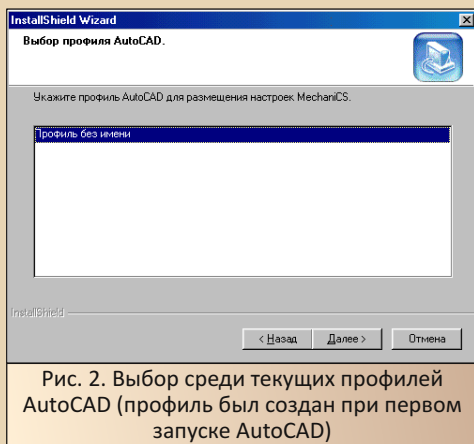 InstallShield Wizard
Выбор профиля AutoCAD.
Укажите профиль AutoCAD для размещения настроек MechaniCS.
Профиль без имени
InstallShield
< Назад
Далее >
Отмена
Рис. 2. Выбор среди текущих профилей
AutoCAD (профиль был создан при первом
запуске AutoCAD)